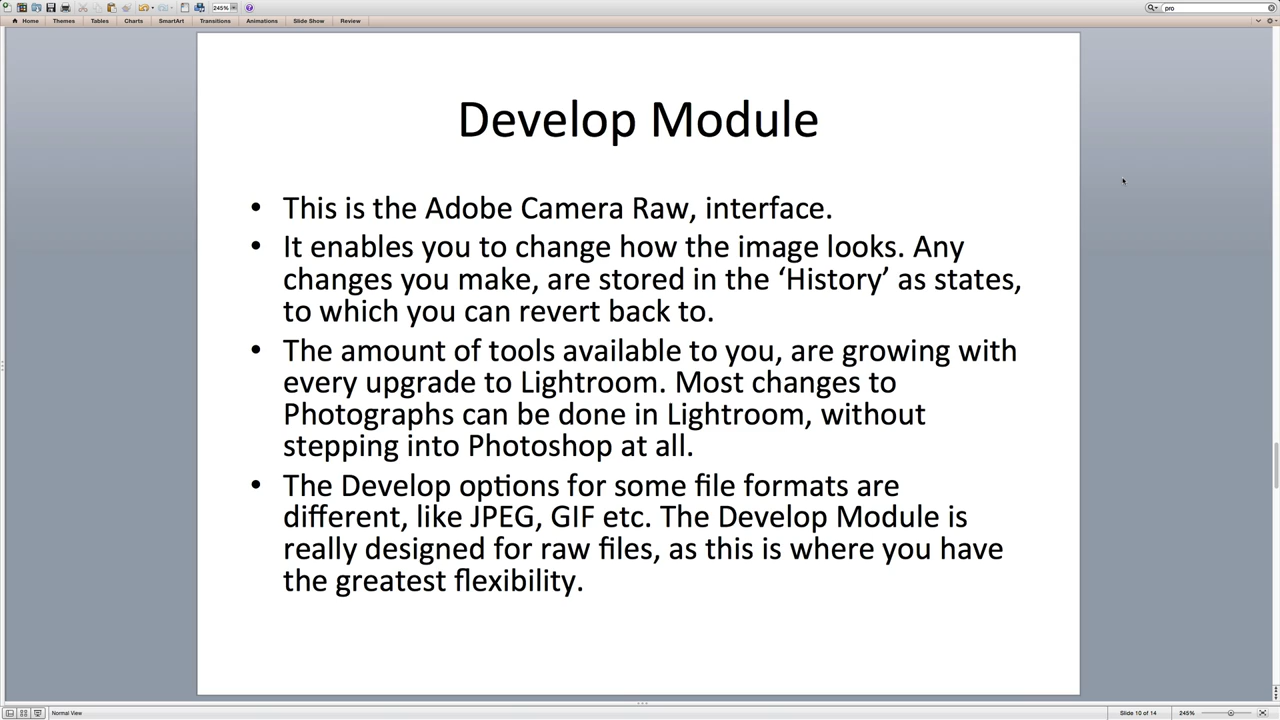 245%
pro
Home Themes Tables Charts SmartArt Transitions Animations Slide Show Review
Develop Module
• This is the Adobe Camera Raw, interface.
• It enables you to change how the image looks. Any
changes you make, are stored in the ‘History’ as states,
to which you can revert back to.
• The amount of tools available to you, are growing with
every upgrade to Lightroom. Most changes to
Photographs can be done in Lightroom, without
stepping into Photoshop at all.
• The Develop options for some file formats are
different, like JPEG, GIF etc. The Develop Module is
really designed for raw files, as this is where you have
the greatest flexibility.
Normal View
Slide 10 of 14
245%